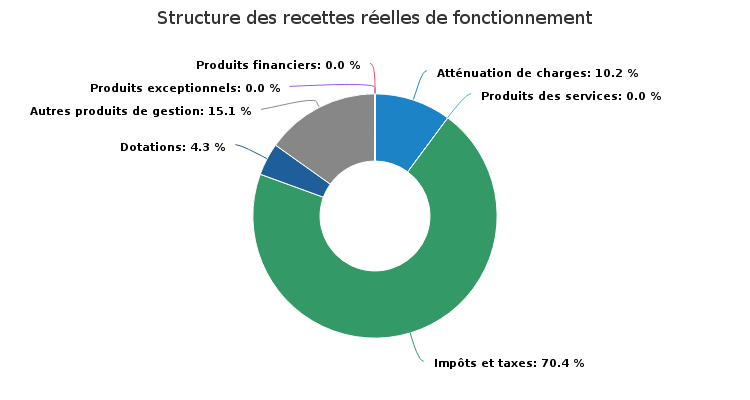 Structure des recettes réelles de fonctionnement
Produits financiers: 0.0 %
Atténuation de charges: 10.2 %
Produits exceptionnels: 0.0 %
Produits des services: 0.0 %
Autres produits de gestion: 15.1 %
Dotations: 4.3 %
Impôts et taxes: 70.4 %